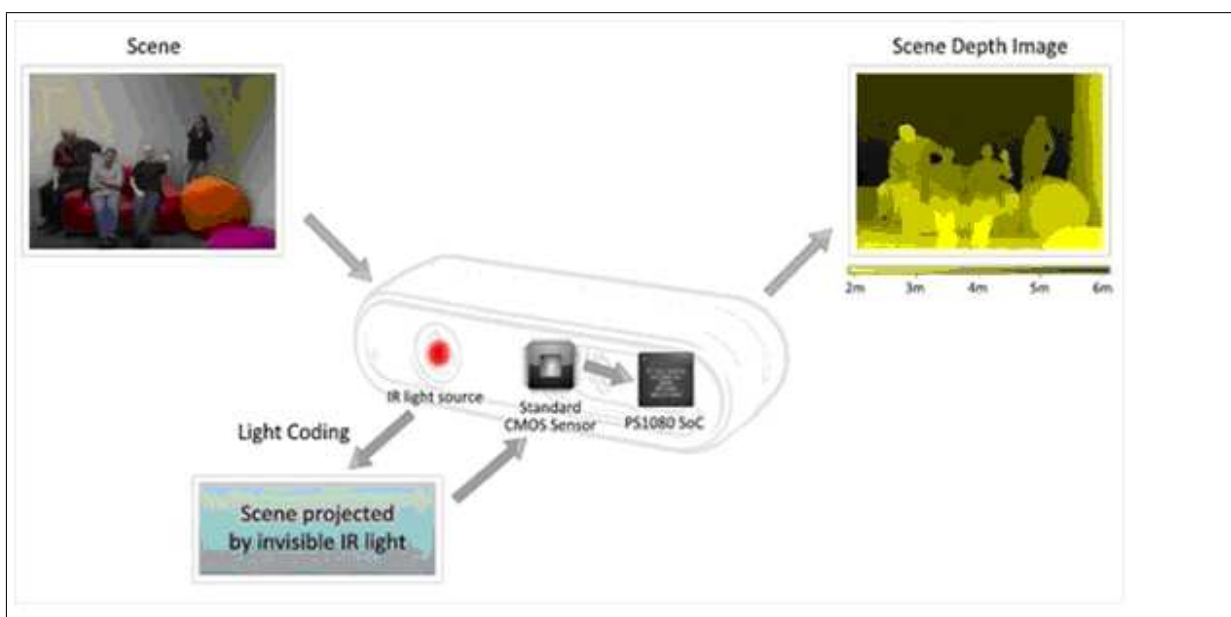 Scene
Scene Depth Image
2m 3m 4m 5m 6m
IR light source
Standard
CMOS Sensor
PS1080 SoC
Light Coding
Scene projected
by invisible IR light